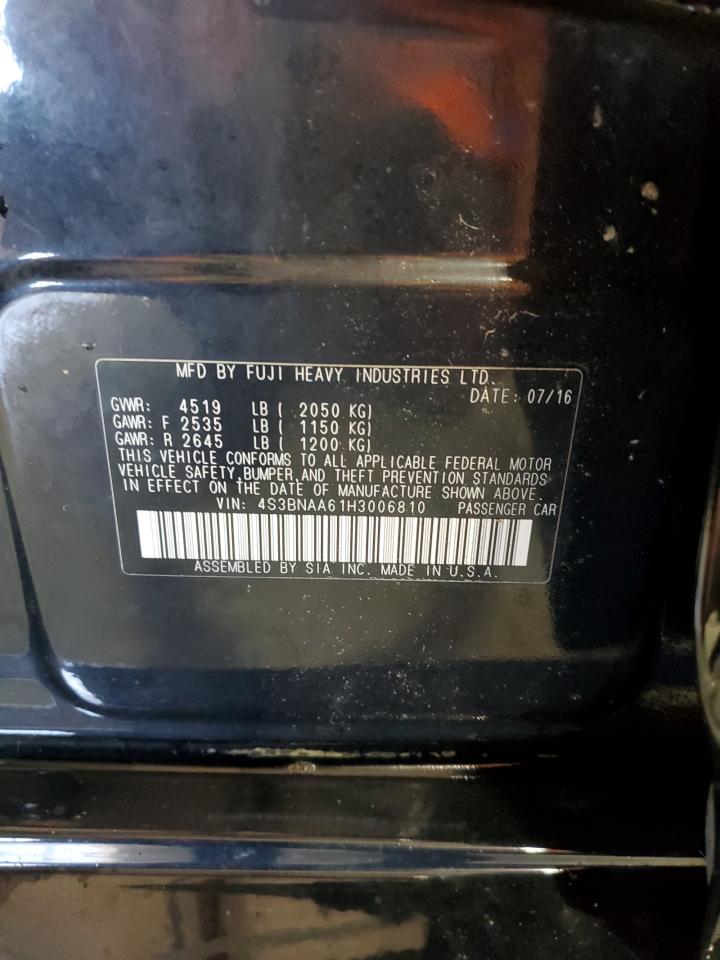 MFD BY FUJI HEAVY INDUSTRIES LTD.
DATE: 07/16
GVWR: 4519 LB ( 2050 KG)
GAWR: F 2535 LB ( 1150 KG)
GAWR: R 2645 LB ( 1200 KG)
THIS VEHICLE CONFORMS TO ALL APPLICABLE FEDERAL MOTOR
VEHICLE SAFETY,BUMPER,AND THEFT PREVENTION STANDARDS
IN EFFECT ON THE DATE OF MANUFACTURE SHOWN ABOVE.
VIN: 4S3BNAA61H3006810 PASSENGER CAR
ASSEMBLED BY SIA INC. MADE IN U.S.A.